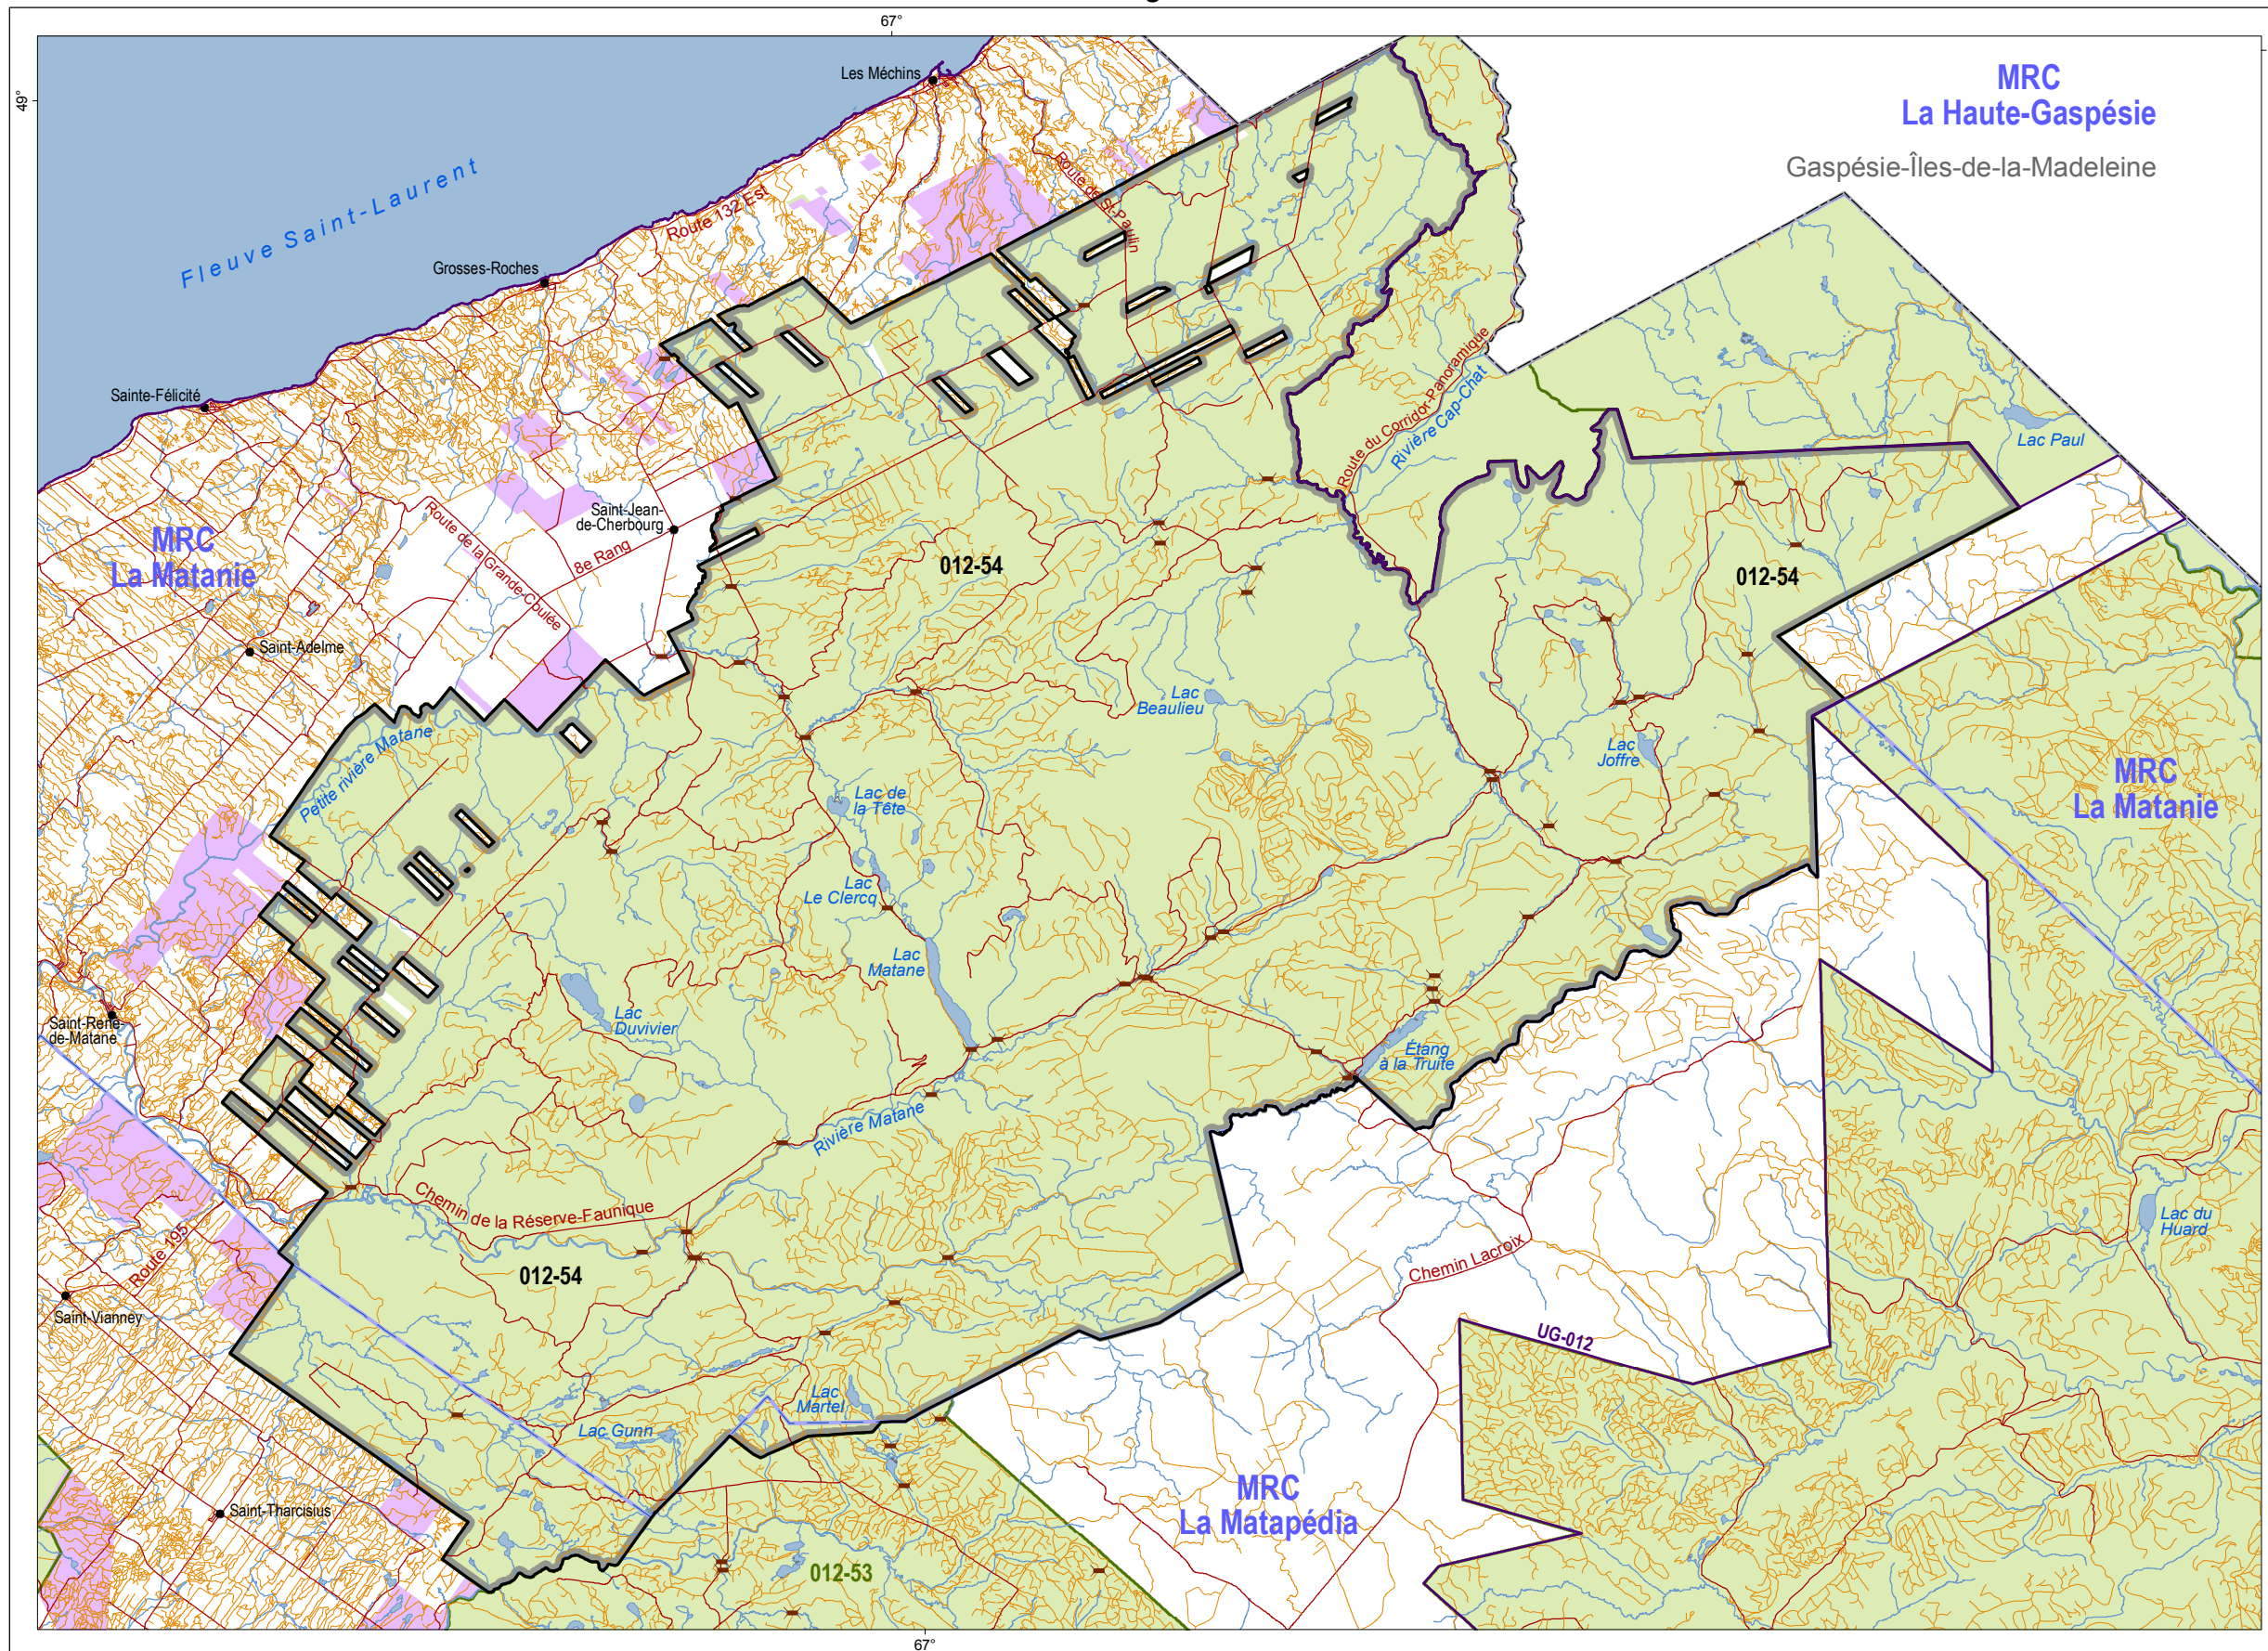 67°
49°
Les Méchins
MRC
La Haute-Gaspésie
Gaspésie-Îles-de-la-Madeleine
Fleuve Saint-Laurent
Route 132 Est
Route de St-Paulin
Grosses-Roches
Sainte-Félicité
Route du Corridor-Panoramique
Rivière Cap-Chat
Lac Paul
MRC
La Matanie
Route de la Grande-Coulée
Saint-Jean-
de-Cherbourg
8e Rang
012-54
012-54
Saint-Adelme
Petite rivière Matane
Lac
Beaulieu
Lac
Joffre
MRC
La Matanie
Lac de
la Tête
Lac
Le Clercq
Lac
Matane
Lac
Duvivier
Saint-René-
de-Matane
Étang
à la Truite
Rivière Matane
Chemin de la Réserve-Faunique
Lac du
Huard
Route 195
012-54
Chemin Lacroix
Saint-Vianney
UG-012
Lac
Martel
Lac Gunn
MRC
La Matapédia
Saint-Tharcisius
012-53
67°